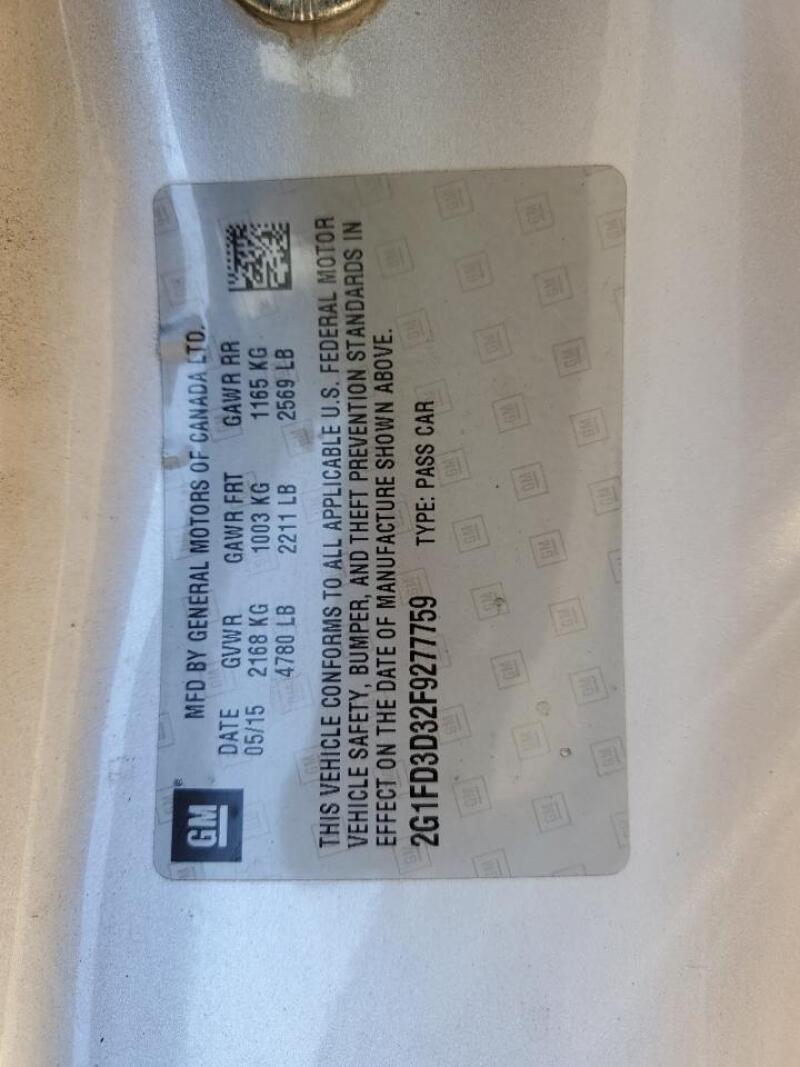 GM®
MFD BY GENERAL MOTORS OF CANADA LTD.
DATE GVWR GAWR FRT GAWR RR
05/15 2168 KG 1003 KG 1165 KG
4780 LB 2211 LB 2569 LB
THIS VEHICLE CONFORMS TO ALL APPLICABLE U.S. FEDERAL MOTOR
VEHICLE SAFETY, BUMPER, AND THEFT PREVENTION STANDARDS IN
EFFECT ON THE DATE OF MANUFACTURE SHOWN ABOVE.
2G1FD3D32F9277759 TYPE: PASS CAR